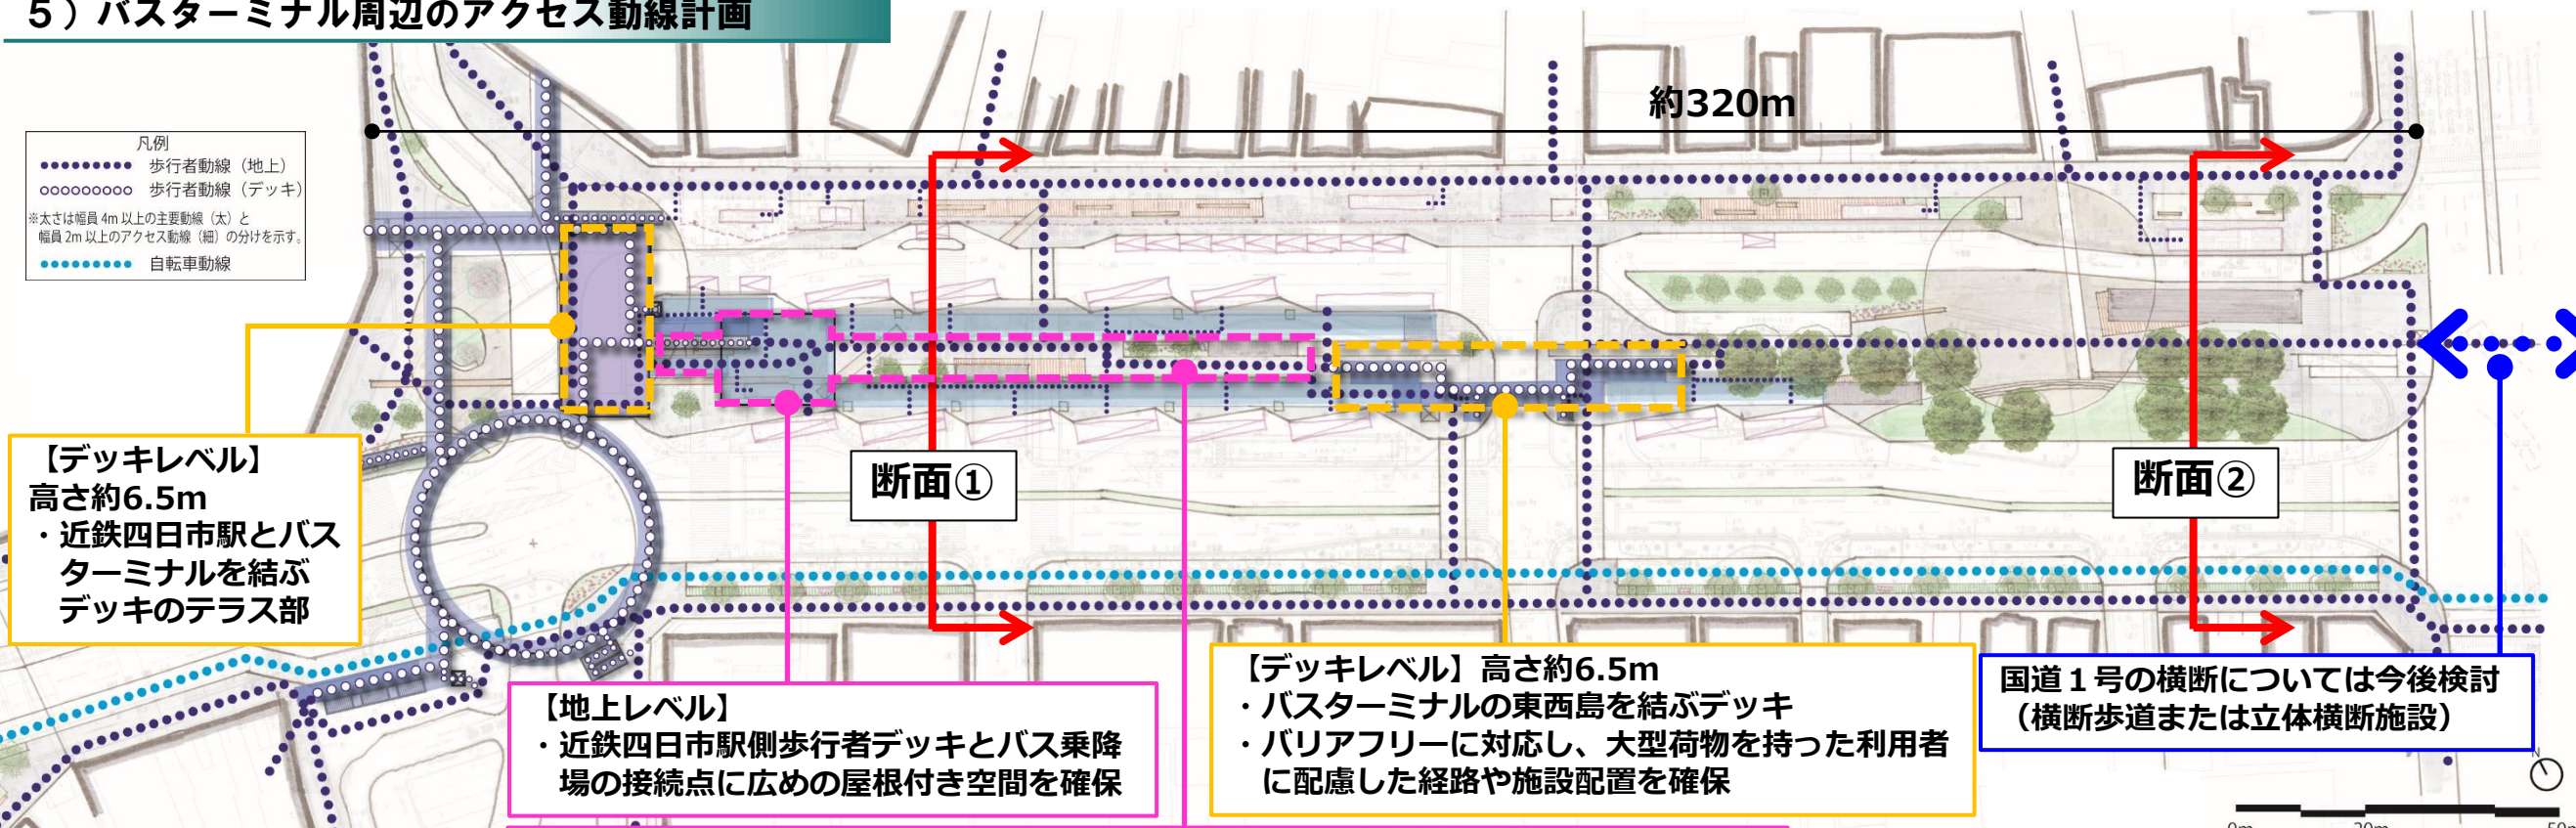 ５）バスターミナル周辺のアクセス動線計画
約320m
凡例
歩行者動線（地上）
歩行者動線（デッキ）
※太さは幅員 4m 以上の主要動線（太）と
幅員 2m 以上のアクセス動線（細）の分けを示す。
自転車動線
断面①
断面②
【デッキレベル】
高さ約6.5m
・近鉄四日市駅とバス
ターミナルを結ぶ
デッキのテラス部
【地上レベル】
・近鉄四日市駅側歩行者デッキとバス乗降
場の接続点に広めの屋根付き空間を確保
【デッキレベル】高さ約6.5m
・バスターミナルの東西島を結ぶデッキ
・バリアフリーに対応し、大型荷物を持った利用者
に配慮した経路や施設配置を確保
国道１号の横断については今後検討
（横断歩道または立体横断施設）
N